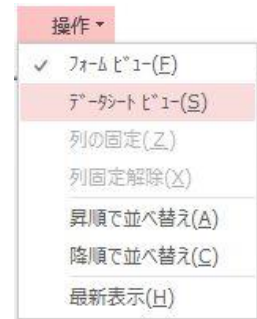 操作▼
✓ ﾌｫｰﾑ ﾋﾞｭｰ(F)
ﾃﾞｰﾀｼｰﾄ ﾋﾞｭｰ(S)
列の固定(Z)
列固定解除(X)
昇順で並べ替え(A)
降順で並べ替え(C)
最新表示(H)